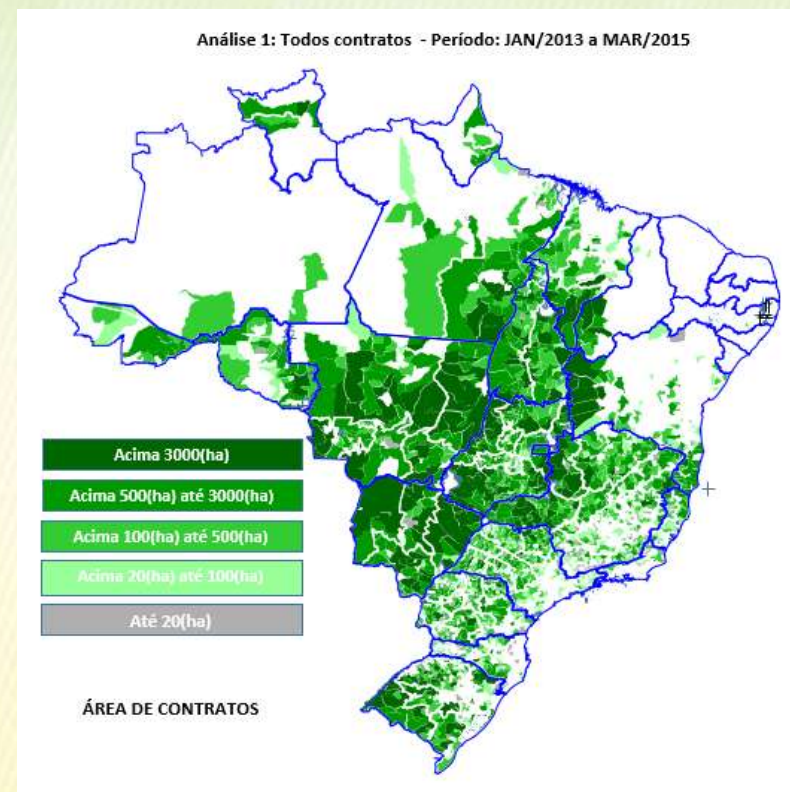 Análise 1: Todos contratos - Período: JAN/2013 a MAR/2015
Acima 3000(ha)
Acima 500(ha) até 3000(ha)
Acima 100(ha) até 500(ha)
Acima 20(ha) até 100(ha)
Até 20(ha)
ÁREA DE CONTRATOS